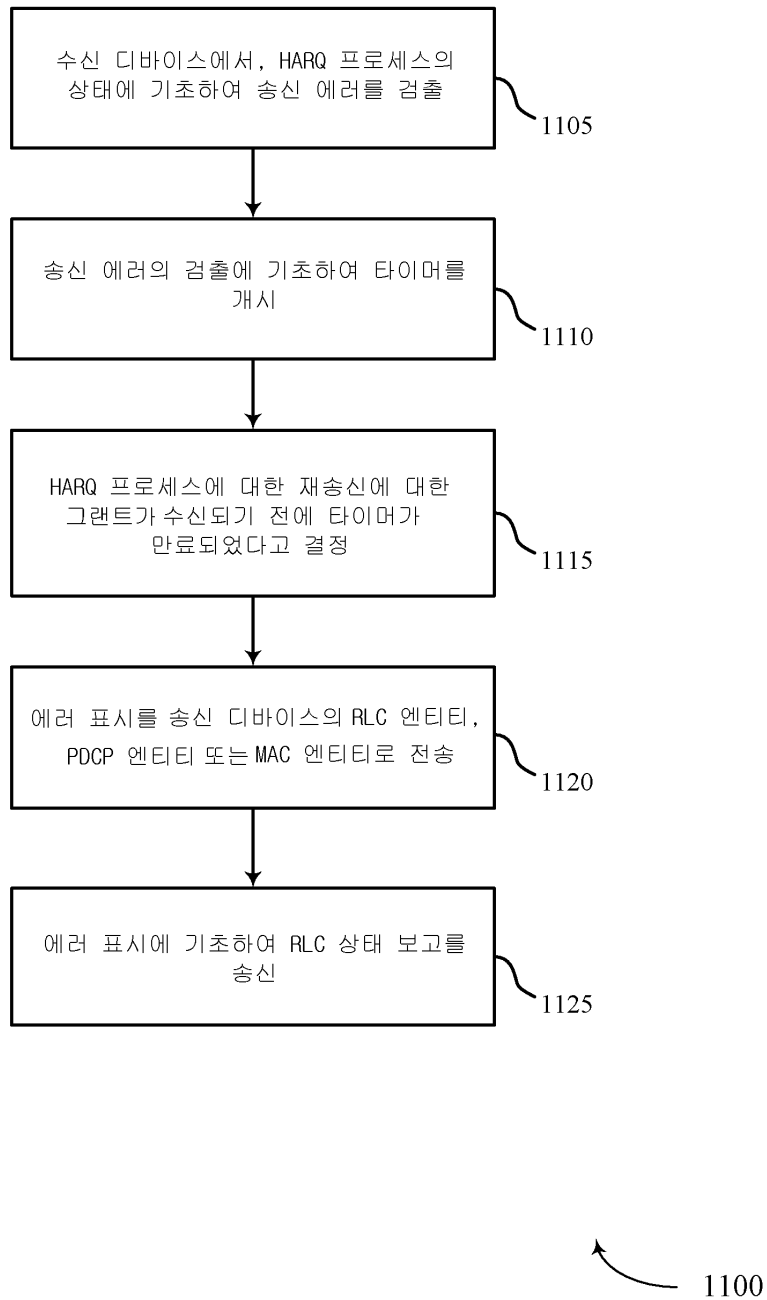 수신 디바이스에서, HARQ 프로세스의
상태에 기초하여 송신 에러를 검출
1105
송신 에러의 검출에 기초하여 타이머를
개시
1110
HARQ 프로세스에 대한 재송신에 대한
그랜트가 수신되기 전에 타이머가
만료되었다고 결정
1115
에러 표시를 송신 디바이스의 RLC 엔티티,
PDCP 엔티티 또는 MAC 엔티티로 전송
1120
에러 표시에 기초하여 RLC 상태 보고를
송신
1125
1100